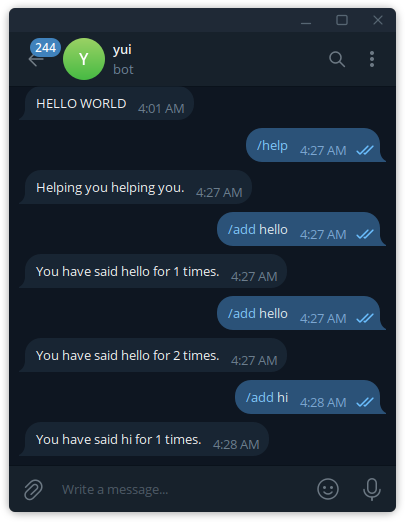 244
Y
yui
bot
HELLO WORLD 4:01 AM
/help 4:27 AM
Helping you helping you. 4:27 AM
/add hello 4:27 AM
You have said hello for 1 times. 4:27 AM
/add hello 4:27 AM
You have said hello for 2 times. 4:27 AM
/add hi 4:28 AM
You have said hi for 1 times. 4:28 AM
Write a message...